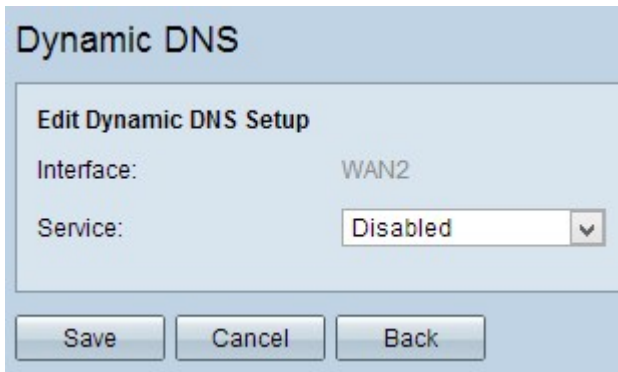 Dynamic DNS
Edit Dynamic DNS Setup
Interface: WAN2
Service: Disabled
Save Cancel Back